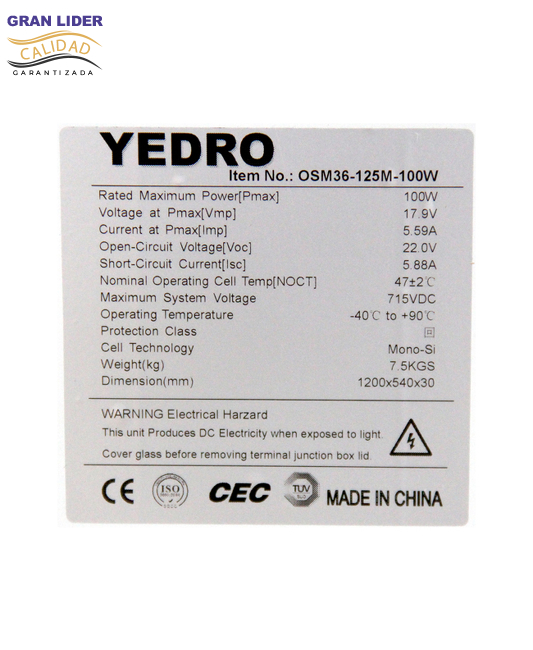 GRAN LIDER
CALIDAD
GARANTIZADA
YEDRO
Item No.: OSM36-125M-100W
Rated Maximum Power[Pmax] 100W
Voltage at Pmax[Vmp] 17.9V
Current at Pmax[Imp] 5.59A
Open-Circuit Voltage[Voc] 22.0V
Short-Circuit Current[Isc] 5.88A
Nominal Operating Cell Temp[NOCT] 47±2℃
Maximum System Voltage 715VDC
Operating Temperature -40℃ to +90℃
Protection Class
Cell Technology Mono-Si
Weight(kg) 7.5KGS
Dimension(mm) 1200x540x30
WARNING Electrical Harzard
This unit Produces DC Electricity when exposed to light.
Cover glass before removing terminal junction box lid.
CE ISO CEC TUV MADE IN CHINA